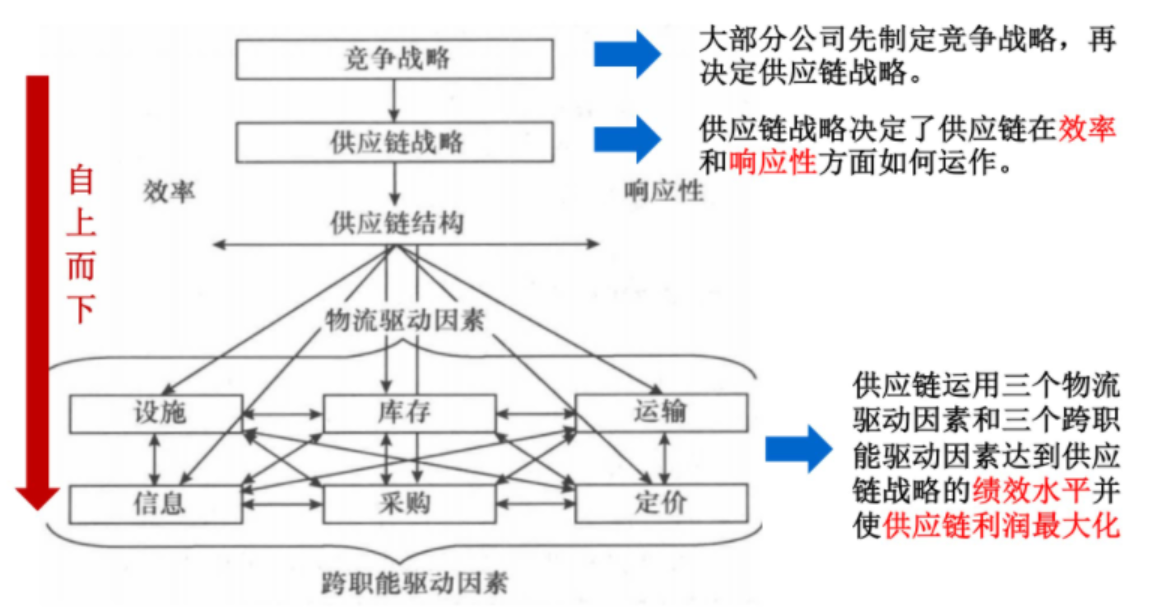 竞争战略
大部分公司先制定竞争战略，再
决定供应链战略。
供应链战略
供应链战略决定了供应链在效率
和响应性方面如何运作。
自
上
而
下
效率
响应性
供应链结构
物流驱动因素
设施
库存
运输
信息
采购
定价
跨职能驱动因素
供应链运用三个物流
驱动因素和三个跨职
能驱动因素达到供应
链战略的绩效水平并
使供应链利润最大化